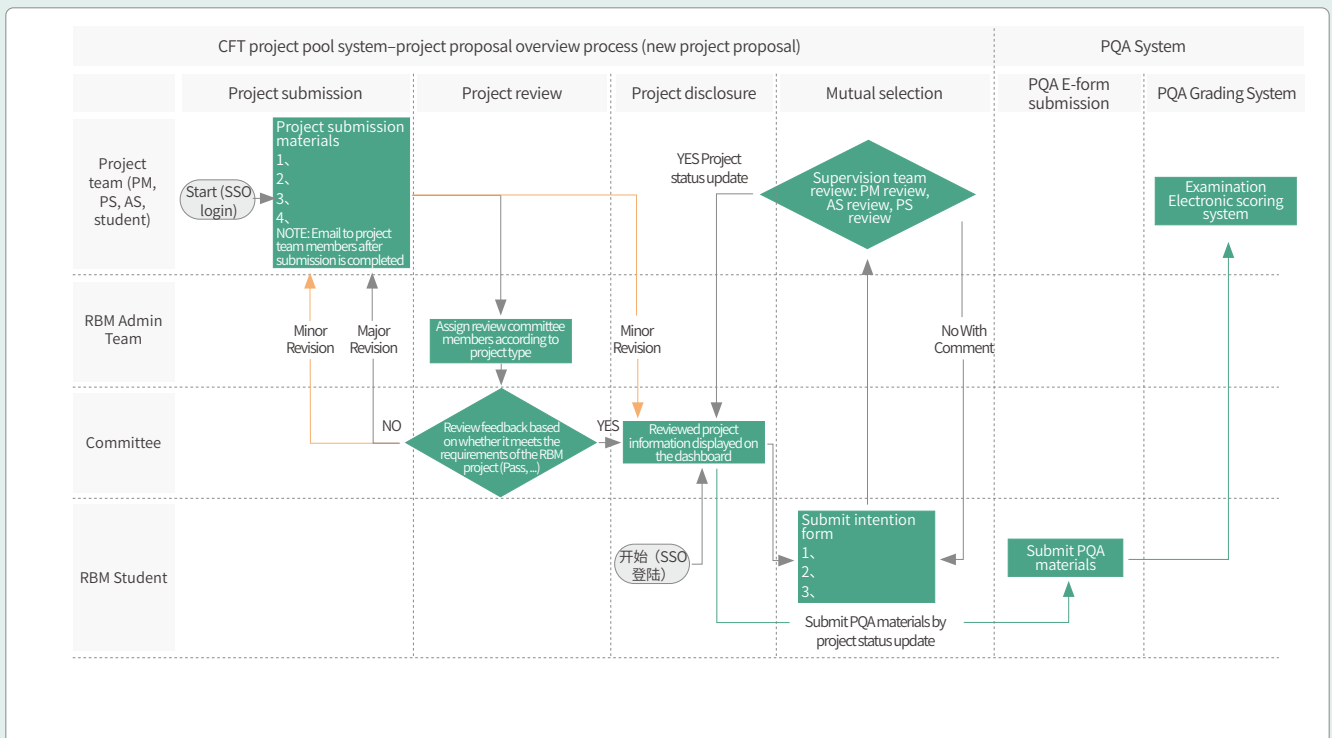 CFT project pool system–project proposal overview process (new project proposal)
PQA System
Project submission
Project review
Project disclosure
Mutual selection
PQA E-form
submission
PQA Grading System
Project
team (PM,
PS, AS,
student)
Start (SSO
login)
Project submission
materials
1、
2、
3、
4、
NOTE: Email to project
team members after
submission is completed
YES Project
status update
Supervision team
review: PM review,
AS review, PS
review
Examination
Electronic scoring
system
RBM Admin
Team
Minor
Revision
Major
Revision
Assign review committee
members according to
project type
Minor
Revision
No With
Comment
Committee
NO
Review feedback based
on whether it meets the
requirements of the RBM
project (Pass, ...)
YES
Reviewed project
information displayed on
the dashboard
RBM Student
开始（SSO
登陆）
Submit intention
form
1、
2、
3、
Submit PQA
materials
Submit PQA materials by
project status update